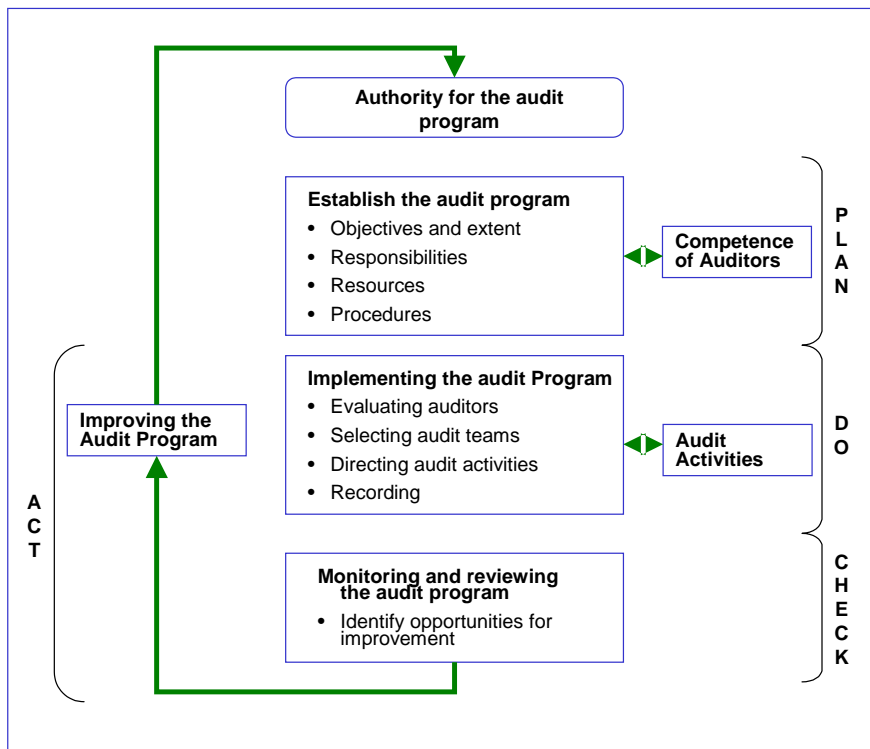 Authority for the audit
program
Establish the audit program
• Objectives and extent
• Responsibilities
• Resources
• Procedures
Competence
of Auditors
P
L
A
N
Implementing the audit Program
• Evaluating auditors
• Selecting audit teams
• Directing audit activities
• Recording
Audit
Activities
D
O
Improving the
Audit Program
A
C
T
Monitoring and reviewing
the audit program
• Identify opportunities for
improvement
C
H
E
C
K